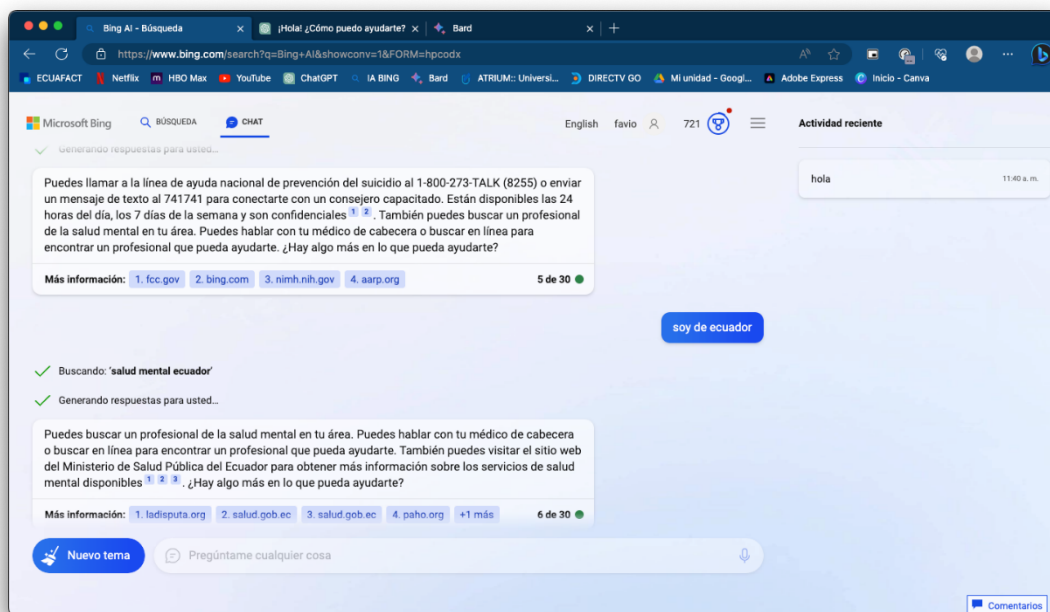 Bing AI - Búsqueda
¡Hola! ¿Cómo puedo ayudarte?
Bard
https://www.bing.com/search?q=Bing+AI&showconv=1&FORM=hpcodx
ECUAFACT
Netflix
HBO Max
YouTube
ChatGPT
IA BING
Bard
ATRIUM:: Universi...
DIRECTV GO
Mi unidad - Googl...
Adobe Express
Inicio - Canva
Microsoft Bing
BÚSQUEDA
CHAT
English
favio
721
Actividad reciente
Generando respuestas para usted...
hola
11:40 a. m.
Puedes llamar a la línea de ayuda nacional de prevención del suicidio al 1-800-273-TALK (8255) o enviar
un mensaje de texto al 741741 para conectarte con un consejero capacitado. Están disponibles las 24
horas del día, los 7 días de la semana y son confidenciales 1 2 . También puedes buscar un profesional
de la salud mental en tu área. Puedes hablar con tu médico de cabecera o buscar en línea para
encontrar un profesional que pueda ayudarte. ¿Hay algo más en lo que pueda ayudarte?
Más información: 1. fcc.gov 2. bing.com 3. nimh.nih.gov 4. aarp.org 5 de 30
soy de ecuador
Buscando: 'salud mental ecuador'
Generando respuestas para usted...
Puedes buscar un profesional de la salud mental en tu área. Puedes hablar con tu médico de cabecera
o buscar en línea para encontrar un profesional que pueda ayudarte. También puedes visitar el sitio web
del Ministerio de Salud Pública del Ecuador para obtener más información sobre los servicios de salud
mental disponibles 1 2 3 . ¿Hay algo más en lo que pueda ayudarte?
Más información: 1. ladisputa.org 2. salud.gob.ec 3. salud.gob.ec 4. paho.org +1 más 6 de 30
Nuevo tema
Pregúntame cualquier cosa
Comentarios